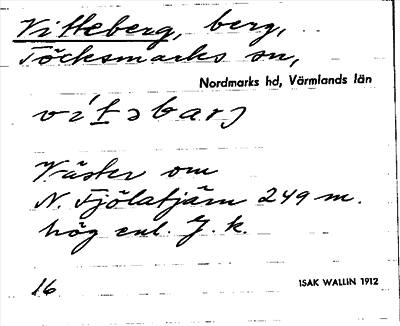 Vitteberg, berg,
Töcksmarks sn,
Nordmarks hd, Värmlands län
Väster om
N. Fjölatjärn 249 m.
hög enl. J. k.
16
ISAK WALLIN 1912